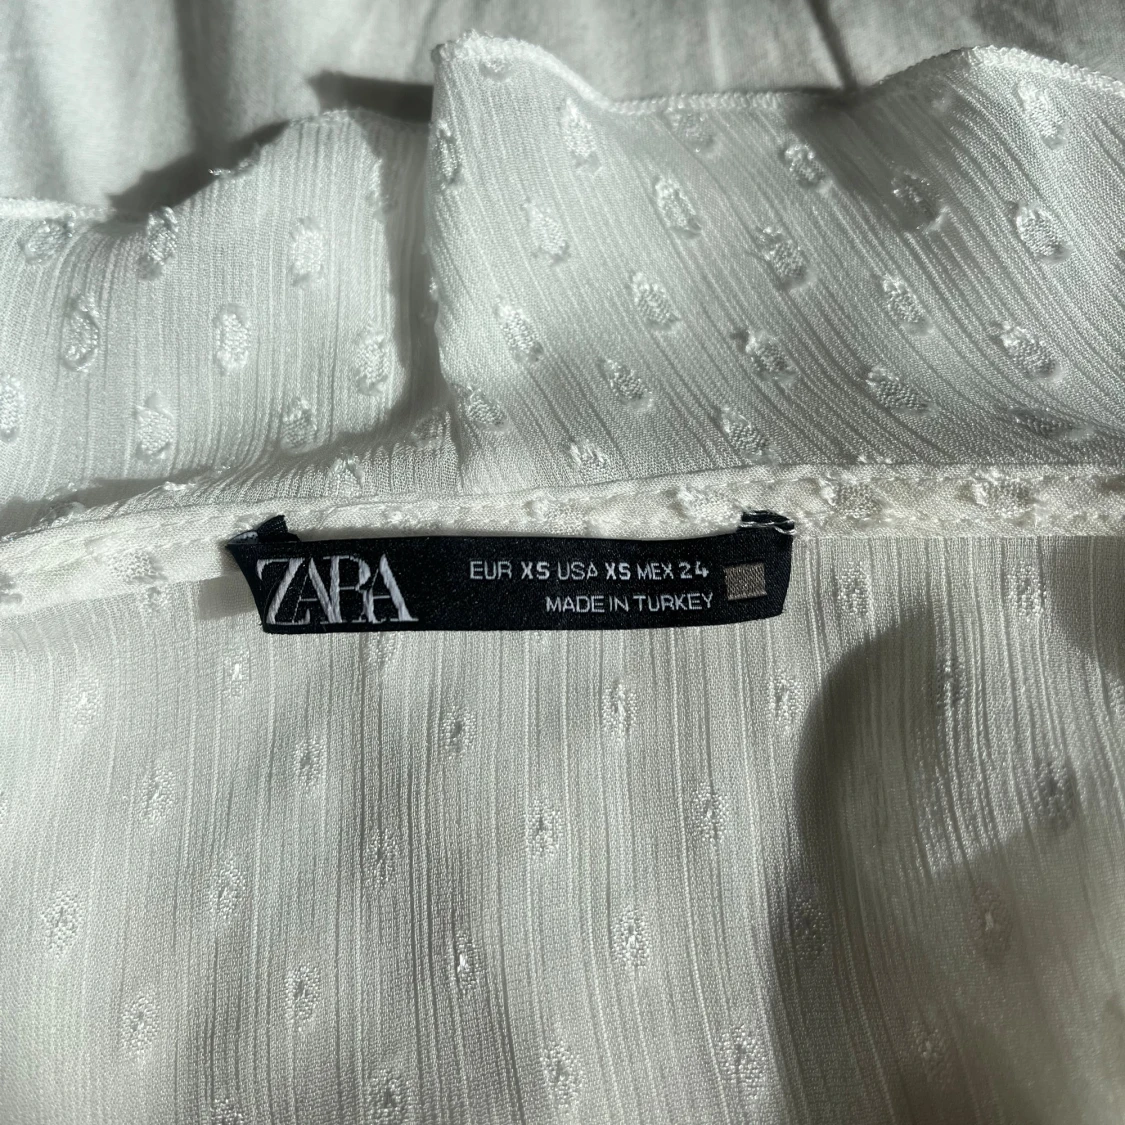 ZARA
EUR XS USA XS MEX 24
MADE IN TURKEY